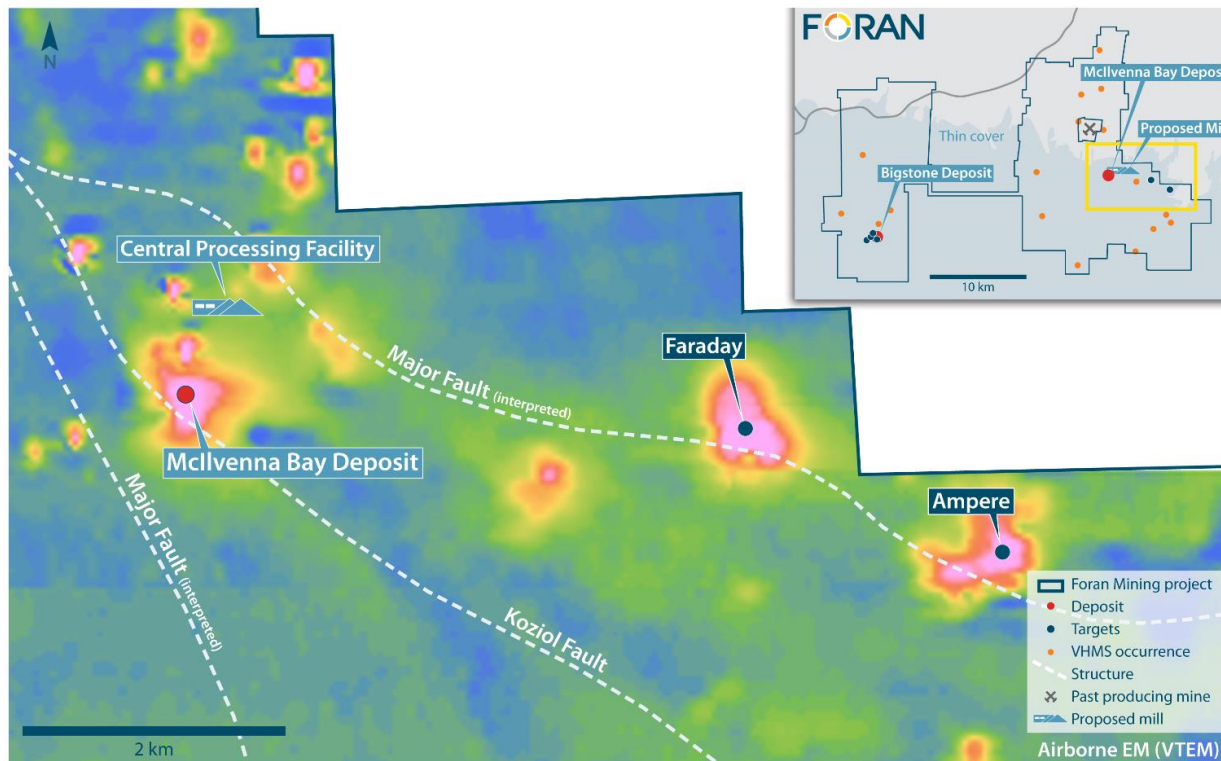 N
FORAN
McIlvenna Bay Depos
Proposed Mi
Thin cover
Bigstone Deposit
10 km
Central Processing Facility
Major Fault (interpreted)
Faraday
McIlvenna Bay Deposit
Major Fault (interpreted)
Ampere
Koziol Fault
2 km
Foran Mining project
Deposit
Targets
VHMS occurrence
Structure
Past producing mine
Proposed mill
Airborne EM (VTEM)